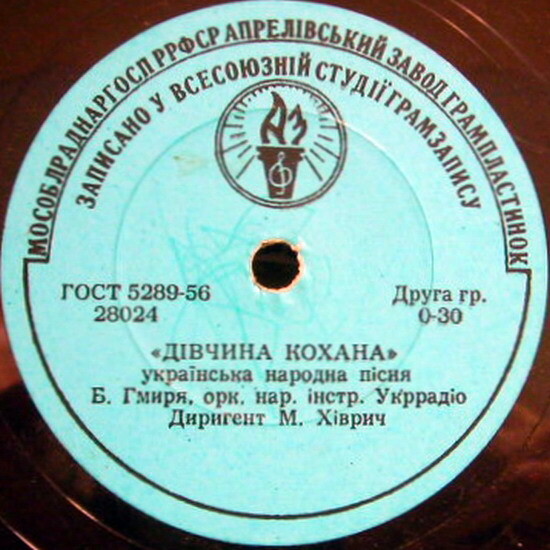 МОСОБЛРАДНАРГОСП РРФСР АПРЕЛІВСЬКИЙ ЗАВОД ГРАМПЛАСТИНОК
ЗАПИСАНО У ВСЕСОЮЗНІЙ СТУДІЇ ГРАМЗАПИСУ
АЗ
ГОСТ 5289-56 Друга гр.
28024 0-30
«ДІВЧИНА КОХАНА»
українська народна пісня
Б. Гмиря, орк. нар. інстр. Укррадіо
Диригент М. Хіврич